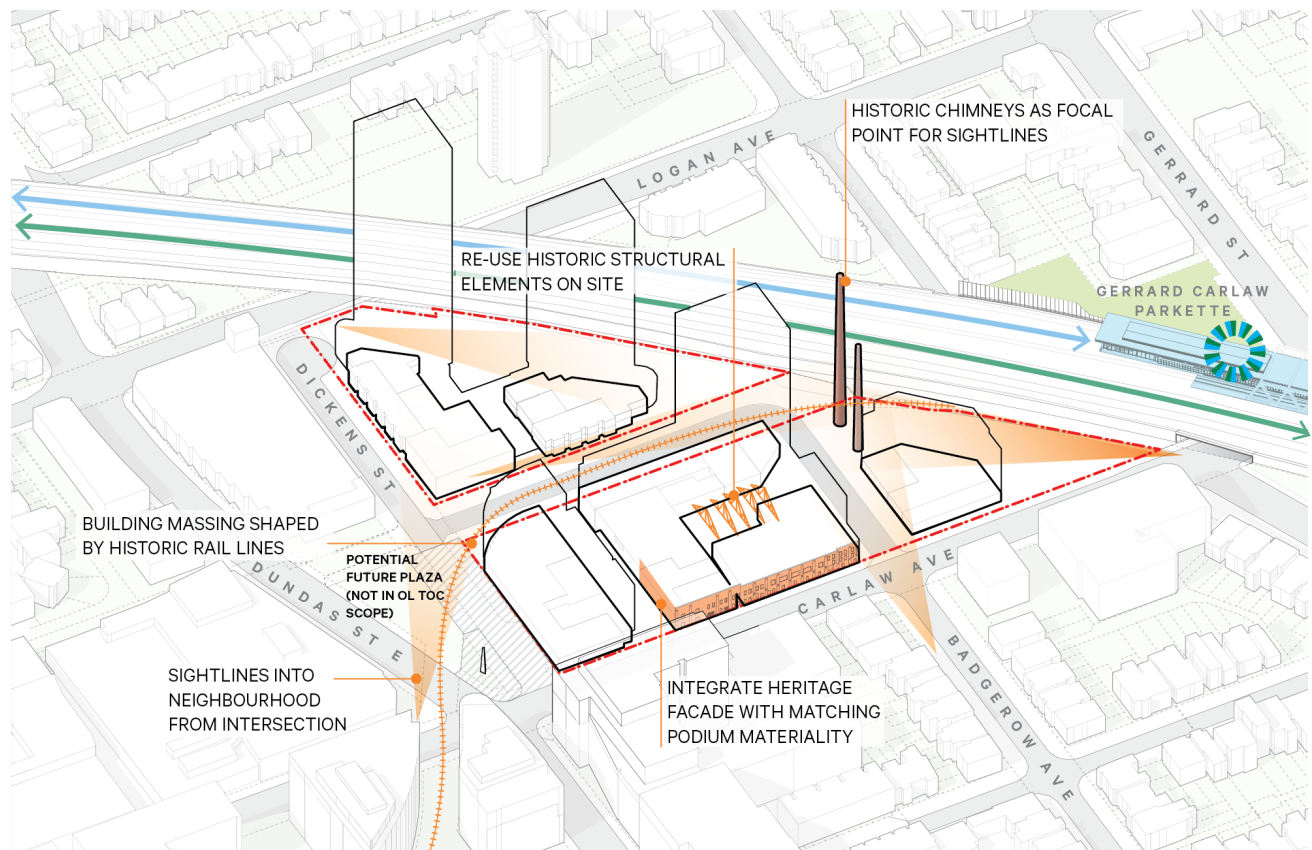 HISTORIC CHIMNEYS AS FOCAL
POINT FOR SIGHTLINES
LOGAN AVE
GERRARD ST
RE-USE HISTORIC STRUCTURAL
ELEMENTS ON SITE
GERRARD CARLAW
PARKETTE
DICKENS ST
BUILDING MASSING SHAPED
BY HISTORIC RAIL LINES
POTENTIAL
FUTURE PLAZA
(NOT IN OL TOC
SCOPE)
DUNDAS ST E
CARLAW AVE
BADGEROW AVE
SIGHTLINES INTO
NEIGHBOURHOOD
FROM INTERSECTION
INTEGRATE HERITAGE
FACADE WITH MATCHING
PODIUM MATERIALITY